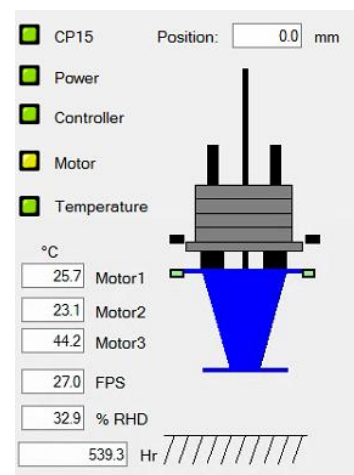 CP15 Position: 0.0 mm
Power
Controller
Motor
Temperature
°C
25.7 Motor1
23.1 Motor2
44.2 Motor3
27.0 FPS
32.9 % RHD
539.3 Hr